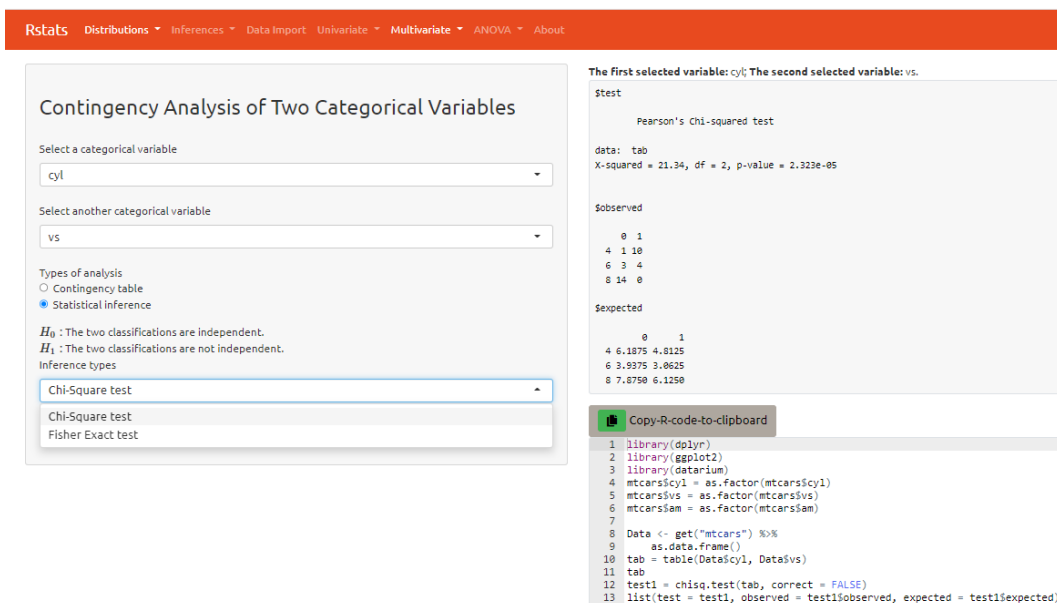 Rstats Distributions Inferences Data Import Univariate Multivariate ANOVA About
Contingency Analysis of Two Categorical Variables
Select a categorical variable
cyl
Select another categorical variable
vs
Types of analysis
Contingency table
Statistical inference
H0 : The two classifications are independent.
H1 : The two classifications are not independent.
Inference types
Chi-Square test
Chi-Square test
Fisher Exact test
The first selected variable: cyl; The second selected variable: vs.
$test
Pearson's Chi-squared test
data: tab
X-squared = 21.34, df = 2, p-value = 2.323e-05
$observed
0 1
4 1 10
6 3 4
8 14 0
$expected
0 1
4 6.1875 4.8125
6 3.9375 3.0625
8 7.8750 6.1250
Copy-R-code-to-clipboard
1 library(dplyr)
2 library(ggplot2)
3 library(datarium)
4 mtcars$cyl = as.factor(mtcars$cyl)
5 mtcars$vs = as.factor(mtcars$vs)
6 mtcars$am = as.factor(mtcars$am)
7
8 Data <- get("mtcars") %>%
9 as.data.frame()
10 tab = table(Data$cyl, Data$vs)
11 tab
12 test1 = chisq.test(tab, correct = FALSE)
13 list(test = test1, observed = test1$observed, expected = test1$expected)